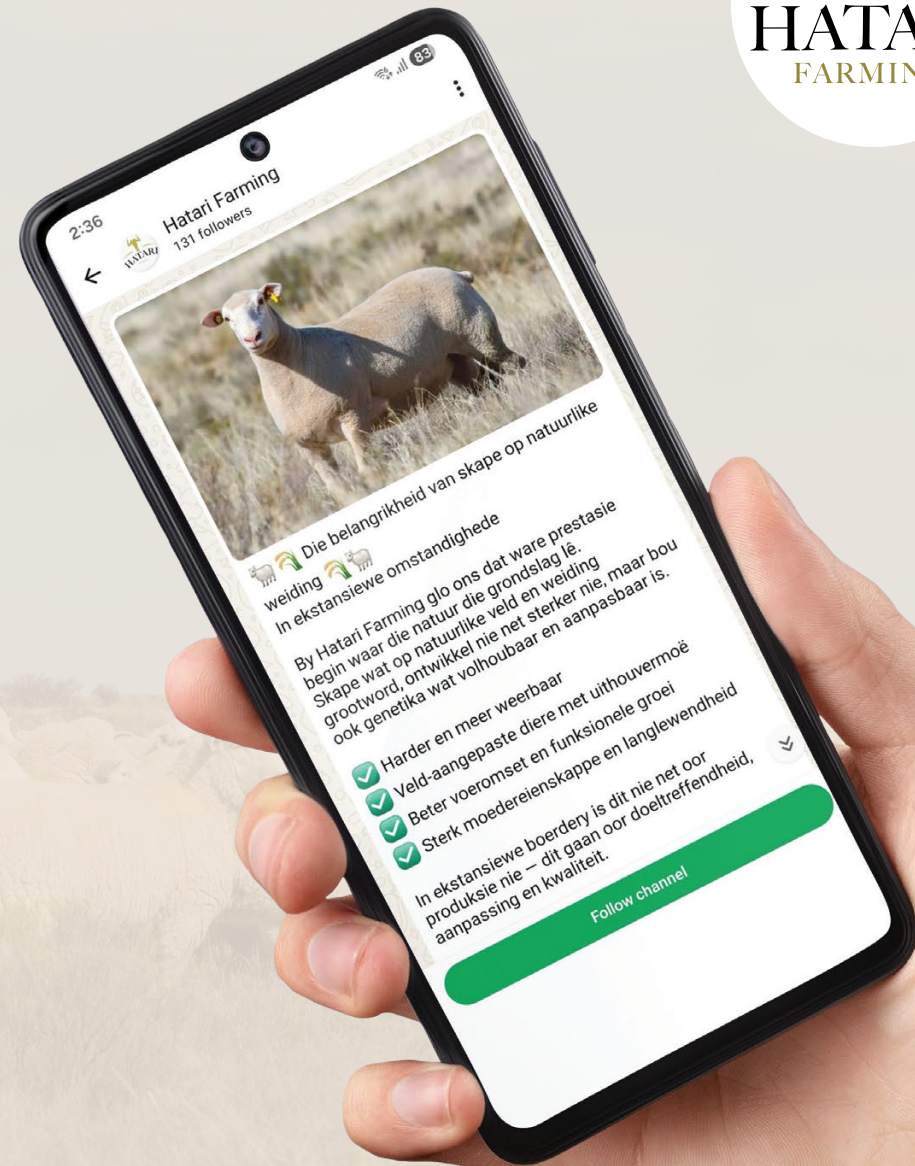 HATA
FARMIN
83
2:36
Hatari Farming
131 followers
HATARI
🐑🌾 Die belangrikheid van skape op natuurlike
weiding 🌾🐑
In ekstansiewe omstandighede
By Hatari Farming glo ons dat ware prestasie
begin waar die natuur die grondslag lê.
Skape wat op natuurlike veld en weiding
grootword, ontwikkel nie net sterker nie, maar bou
ook genetika wat volhoubaar en aanpasbaar is.
✅ Harder en meer weerbaar
✅ Veld-aangepaste diere met uithouvermoë
✅ Beter voeromset en funksionele groei
✅ Sterk moedereienskappe en langlewendheid
In ekstansiewe boerdery is dit nie net oor
produksie nie – dit gaan oor doeltreffendheid,
aanpassing en kwaliteit.
Follow channel